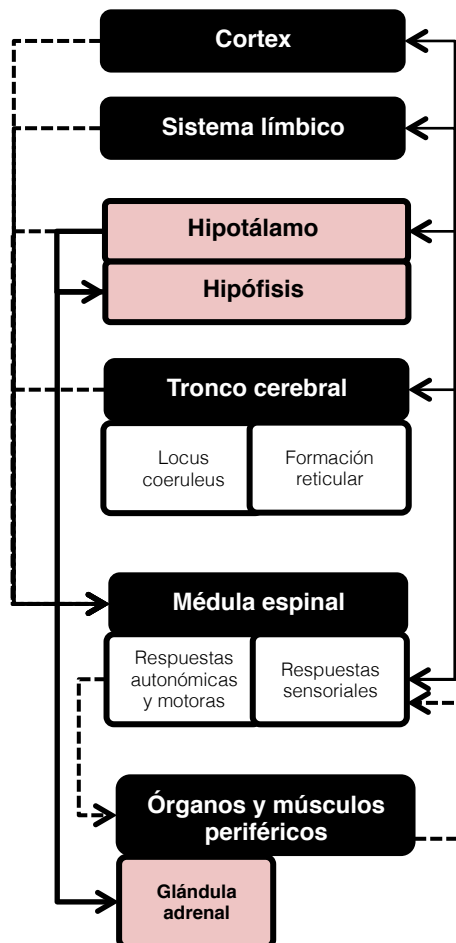 Cortex
Sistema límbico
Hipotálamo
Hipófisis
Tronco cerebral
Locus
coeruleus
Formación
reticular
Médula espinal
Respuestas
autonómicas
y motoras
Respuestas
sensoriales
Órganos y músculos
periféricos
Glándula
adrenal